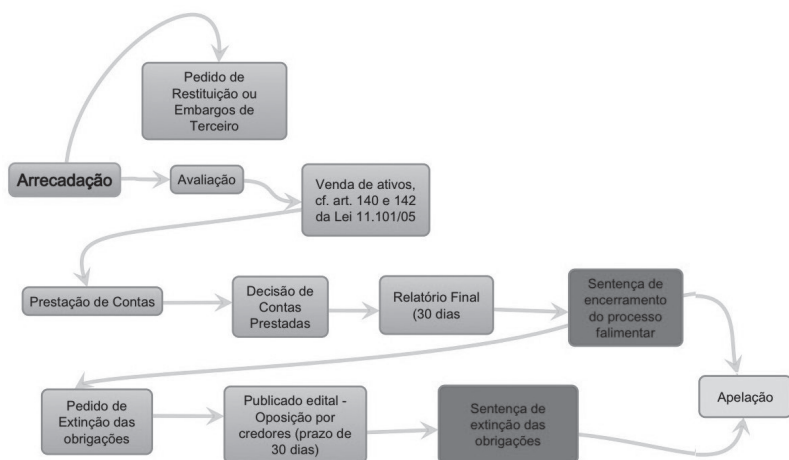 Pedido de
Restituição ou
Embargos de
Terceiro
Arrecadação
Avaliação
Venda de ativos,
cf. art. 140 e 142
da Lei 11.101/05
Prestação de Contas
Decisão de
Contas
Prestadas
Relatório Final
(30 dias
Sentença de
encerramento
do processo
falimentar
Apelação
Pedido de
Extinção das
obrigações
Publicado edital -
Oposição por
credores (prazo de
30 dias)
Sentença de
extinção das
obrigações